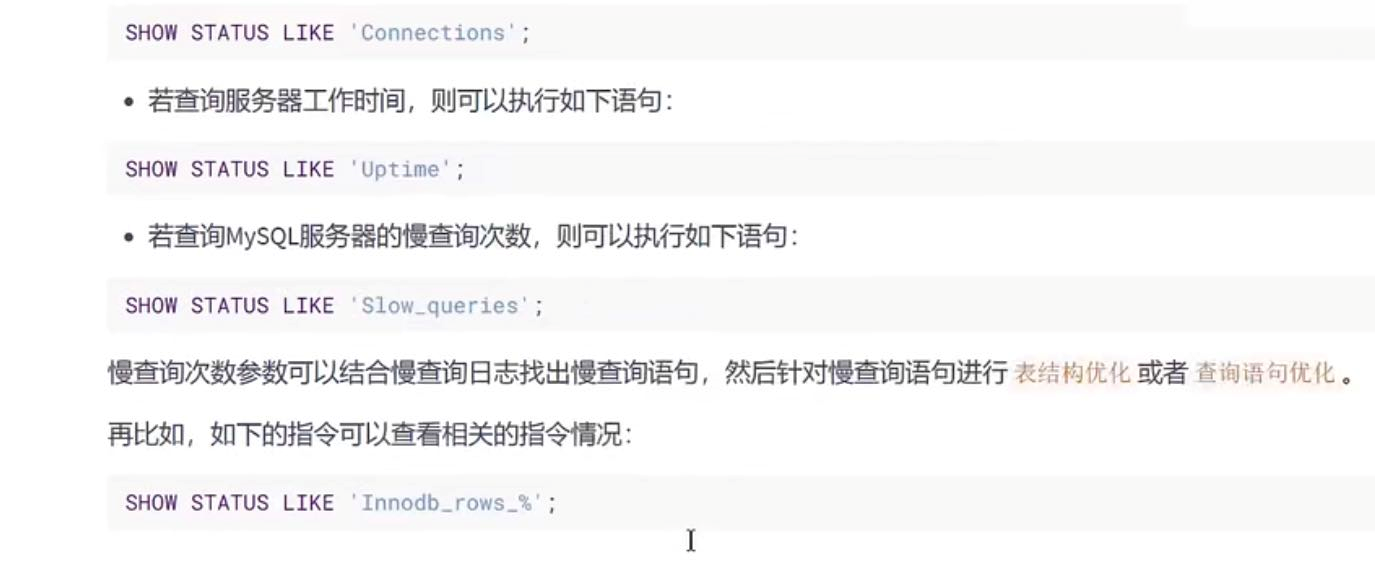 SHOW STATUS LIKE 'Connections';
• 若查询服务器工作时间，则可以执行如下语句：
SHOW STATUS LIKE 'Uptime';
• 若查询MySQL服务器的慢查询次数，则可以执行如下语句：
SHOW STATUS LIKE 'Slow_queries';
慢查询次数参数可以结合慢查询日志找出慢查询语句，然后针对慢查询语句进行 表结构优化 或者 查询语句优化 。
再比如，如下的指令可以查看相关的指令情况：
SHOW STATUS LIKE 'Innodb_rows_%';